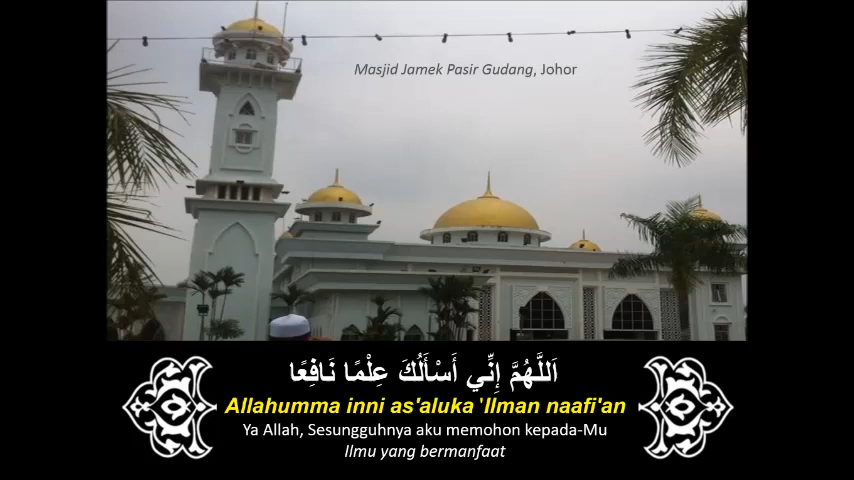 Masjid Jamek Pasir Gudang, Johor
اَللَّهُمَّ إِنِّي أَسْأَلُكَ عِلْمًا نَافِعًا
Allahumma inni as'aluka 'Ilman naafi'an
Ya Allah, Sesungguhnya aku memohon kepada-Mu
Ilmu yang bermanfaat